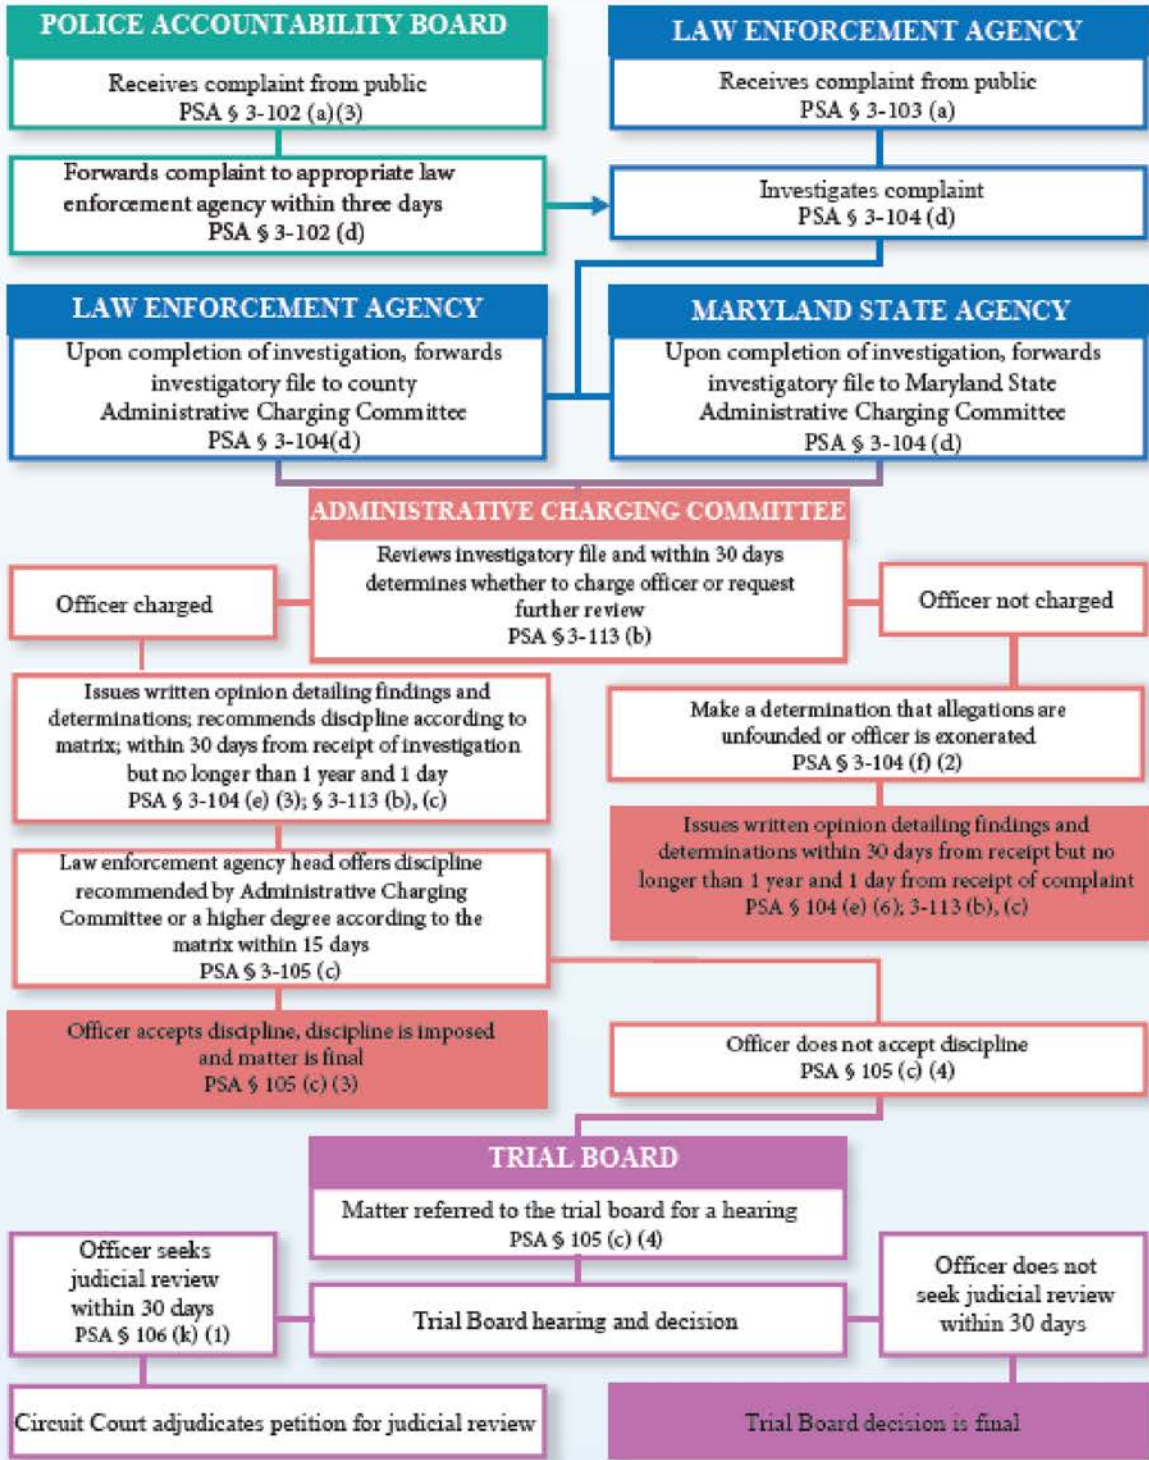 POLICE ACCOUNTABILITY BOARD
Receives complaint from public
PSA § 3-102 (a)(3)
Forwards complaint to appropriate law
enforcement agency within three days
PSA § 3-102 (d)
LAW ENFORCEMENT AGENCY
Receives complaint from public
PSA § 3-103 (a)
Investigates complaint
PSA § 3-104 (d)
LAW ENFORCEMENT AGENCY
Upon completion of investigation, forwards
investigatory file to county
Administrative Charging Committee
PSA § 3-104(d)
MARYLAND STATE AGENCY
Upon completion of investigation, forwards
investigatory file to Maryland State
Administrative Charging Committee
PSA § 3-104 (d)
ADMINISTRATIVE CHARGING COMMITTEE
Reviews investigatory file and within 30 days
determines whether to charge officer or request
further review
PSA § 3-113 (b)
Officer charged
Issues written opinion detailing findings and
determinations; recommends discipline according to
matrix; within 30 days from receipt of investigation
but no longer than 1 year and 1 day
PSA § 3-104 (e) (3); § 3-113 (b), (c)
Law enforcement agency head offers discipline
recommended by Administrative Charging
Committee or a higher degree according to the
matrix within 15 days
PSA § 3-105 (c)
Officer accepts discipline, discipline is imposed
and matter is final
PSA § 105 (c) (3)
Officer not charged
Make a determination that allegations are
unfounded or officer is exonerated
PSA § 3-104 (f) (2)
Issues written opinion detailing findings and
determinations within 30 days from receipt but no
longer than 1 year and 1 day from receipt of complaint
PSA § 104 (e) (6); 3-113 (b), (c)
Officer does not accept discipline
PSA § 105 (c) (4)
TRIAL BOARD
Matter referred to the trial board for a hearing
PSA § 105 (c) (4)
Trial Board hearing and decision
Officer seeks
judicial review
within 30 days
PSA § 106 (k) (1)
Circuit Court adjudicates petition for judicial review
Officer does not
seek judicial review
within 30 days
Trial Board decision is final